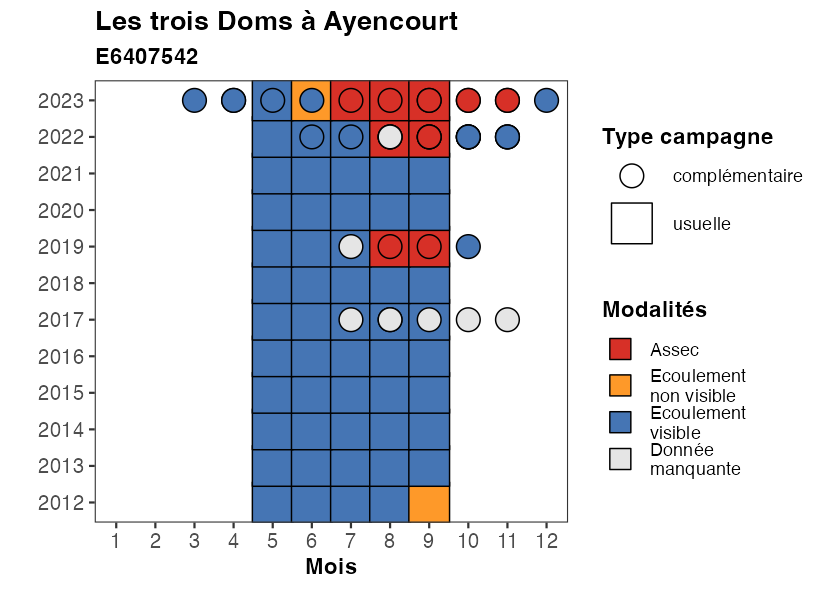 Les trois Doms à Ayencourt
E6407542
2023
2022
2021
2020
2019
2018
2017
2016
2015
2014
2013
2012
1 2 3 4 5 6 7 8 9 10 11 12
Mois
Type campagne
complémentaire
usuelle
Modalités
Assec
Ecoulement
non visible
Ecoulement
visible
Donnée
manquante